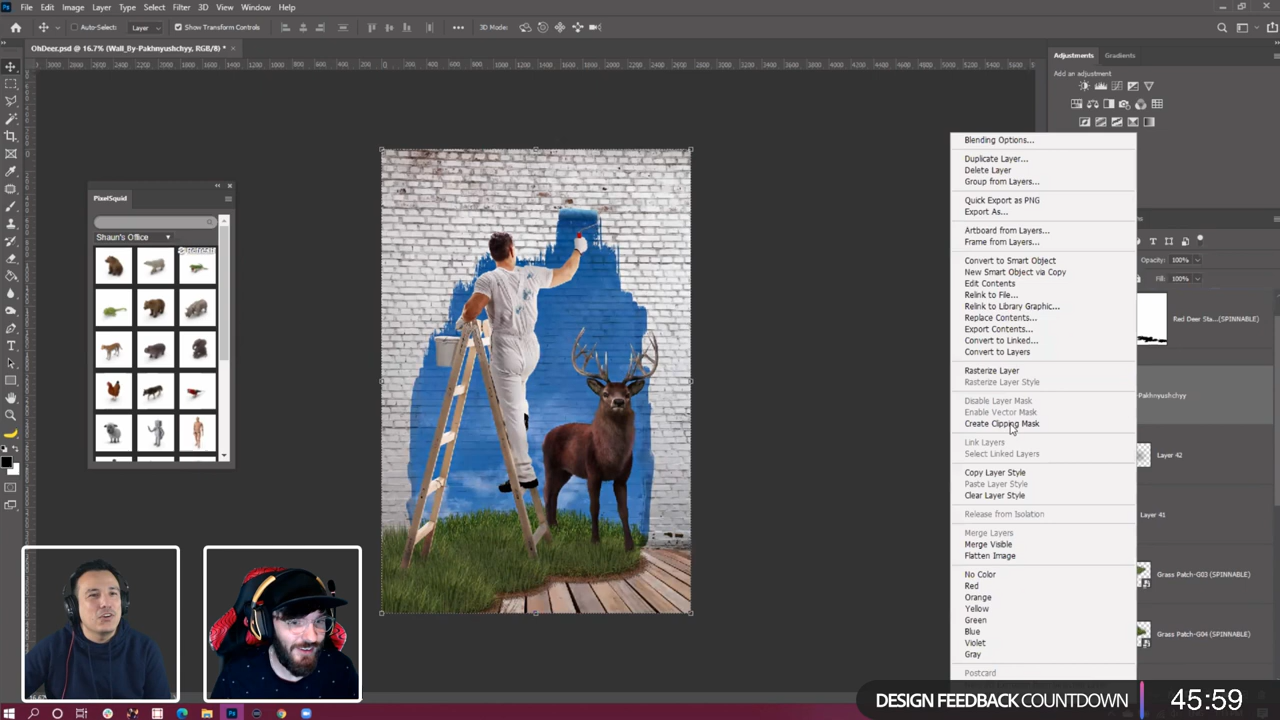 File Edit Image Layer Type Select Filter 3D View Window Help
Auto-Select: Layer Show Transform Controls 3D Mode:
OhDeer.psd @ 16.7% (Wall_By-Pakhnyushchyy, RGB/8) *
Adjustments Gradients
Add an adjustment
PixelSquid
Shaun's Office
Blending Options...
Duplicate Layer...
Delete Layer
Group from Layers...
Quick Export as PNG
Export As...
Artboard from Layers...
Frame from Layers...
Convert to Smart Object
New Smart Object via Copy
Edit Contents
Relink to File...
Relink to Library Graphic...
Replace Contents...
Export Contents...
Convert to Linked...
Convert to Layers
Rasterize Layer
Rasterize Layer Style
Disable Layer Mask
Enable Vector Mask
Create Clipping Mask
Link Layers
Select Linked Layers
Copy Layer Style
Paste Layer Style
Clear Layer Style
Release from Isolation
Merge Layers
Merge Visible
Flatten Image
No Color
Red
Orange
Yellow
Green
Blue
Violet
Gray
Postcard
Opacity: 100%
Fill: 100%
Red Deer Sta...(SPINNABLE)
-Pakhnyushchyy
Layer 42
Layer 41
Grass Patch-G03 (SPINNABLE)
Grass Patch-G04 (SPINNABLE)
DESIGN FEEDBACK COUNTDOWN 45:59